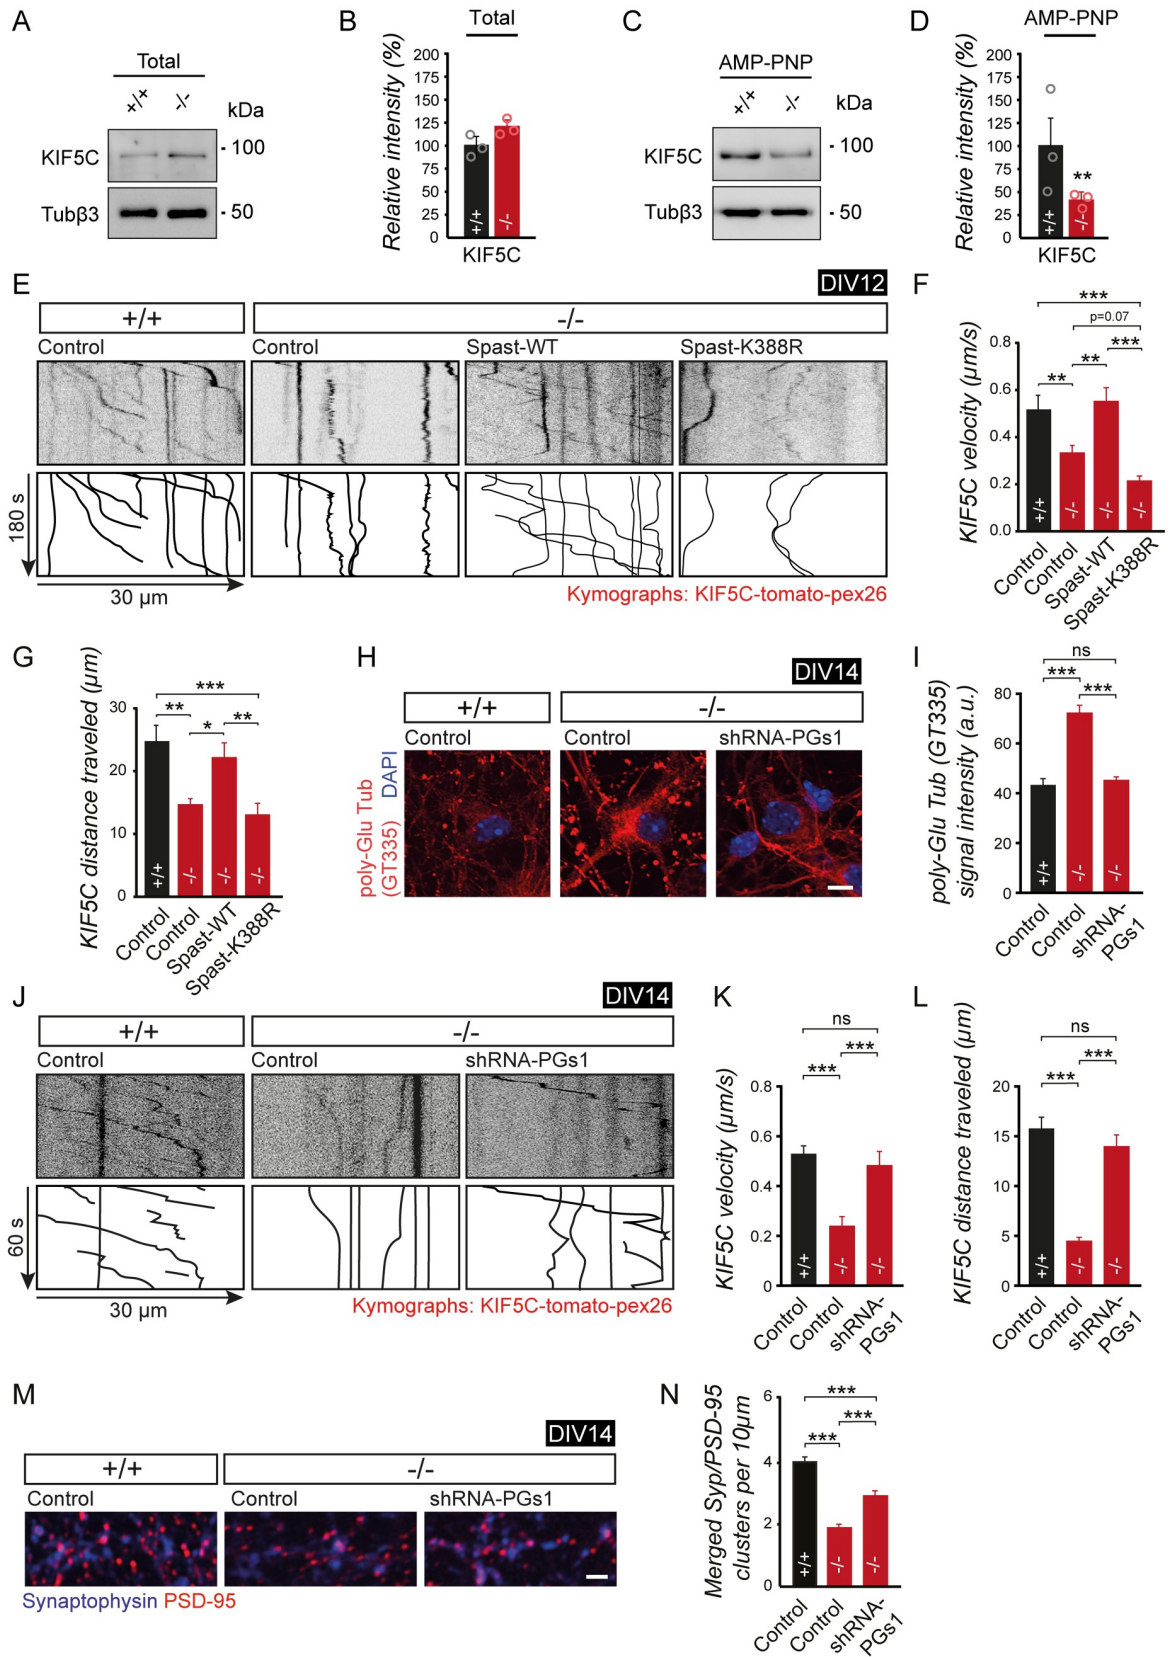 A
Total
+/+
-/-
kDa
KIF5C
- 100
Tubβ3
- 50
B
Total
Relative intensity (%)
200
175
150
125
100
75
50
25
0
+/+
-/-
KIF5C
C
AMP-PNP
+/+
-/-
kDa
KIF5C
- 100
Tubβ3
- 50
D
AMP-PNP
Relative intensity (%)
200
175
150
125
100
75
50
25
0
**
+/+
-/-
KIF5C
E
DIV12
+/+
-/-
Control
Control
Spast-WT
Spast-K388R
180 s
30 µm
Kymographs: KIF5C-tomato-pex26
F
KIF5C velocity (µm/s)
0.8
0.6
0.4
0.2
0.0
***
p=0.07
***
**
**
+/+
-/-
-/-
-/-
Control
Control
Spast-WT
Spast-K388R
G
KIF5C distance traveled (µm)
30
20
10
0
***
**
*
**
+/+
-/-
-/-
-/-
Control
Control
Spast-WT
Spast-K388R
H
DIV14
+/+
-/-
Control
Control
shRNA-PGs1
poly-Glu Tub
(GT335)
DAPI
I
poly-Glu Tub (GT335)
signal intensity (a.u.)
80
60
40
20
0
ns
***
***
+/+
-/-
-/-
Control
Control
shRNA-
PGs1
J
DIV14
+/+
-/-
Control
Control
shRNA-PGs1
60 s
30 µm
Kymographs: KIF5C-tomato-pex26
K
KIF5C velocity (µm/s)
0.8
0.6
0.4
0.2
0
ns
***
***
+/+
-/-
-/-
Control
Control
shRNA-
PGs1
L
KIF5C distance traveled (µm)
20
15
10
5
0
ns
***
***
+/+
-/-
-/-
Control
Control
shRNA-
PGs1
M
DIV14
+/+
-/-
Control
Control
shRNA-PGs1
Synaptophysin PSD-95
N
Merged Syp/PSD-95
clusters per 10µm
6
4
2
0
***
***
***
+/+
-/-
-/-
Control
Control
shRNA-
PGs1